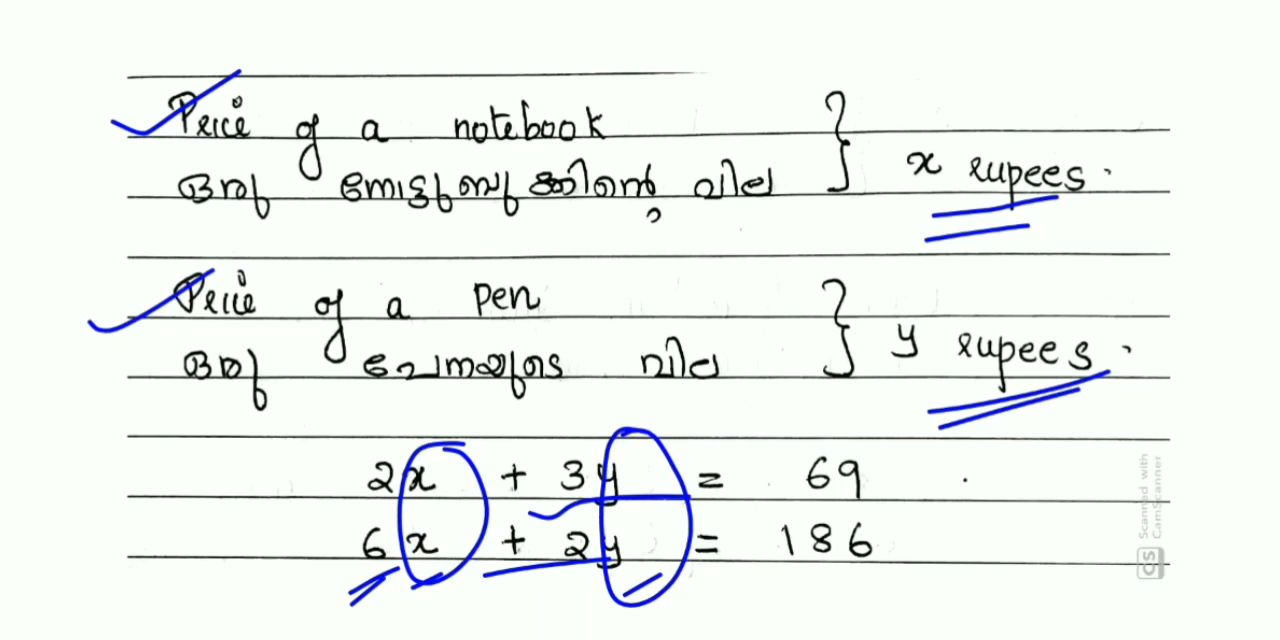 Price of a notebook
ഒരു നോട്ടുബുക്കിന്റെ വില } x rupees.
Price of a pen
ഒരു പേനയുടെ വില } y rupees.
2x + 3y = 69
6x + 2y = 186
Scanned with
CamScanner
CS